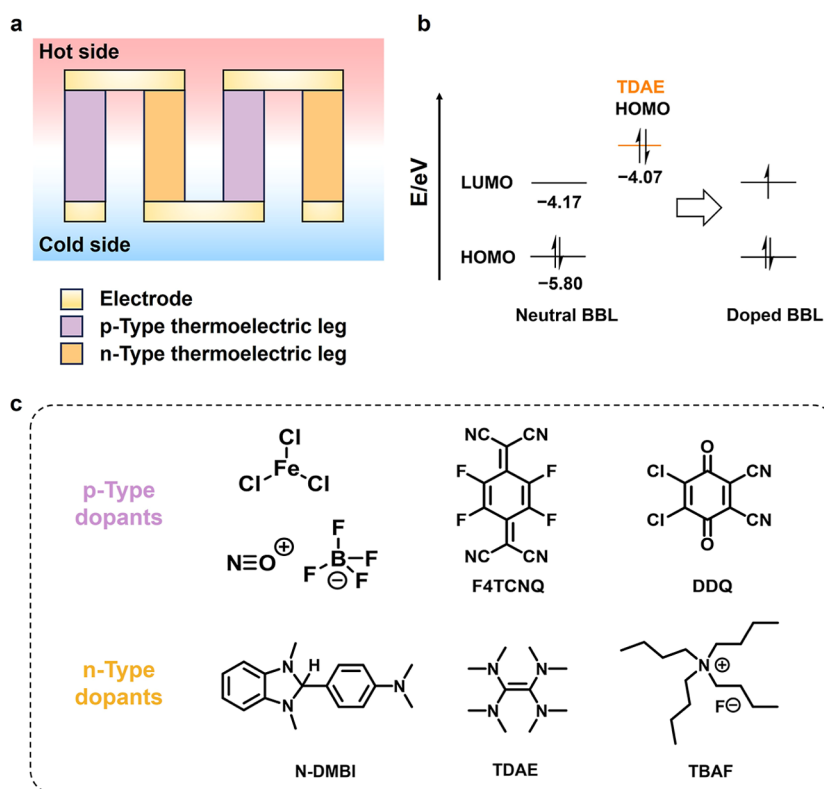 a
Hot side
Cold side
Electrode
p-Type thermoelectric leg
n-Type thermoelectric leg
b
E/eV
TDAE
HOMO
−4.07
LUMO
−4.17
HOMO
−5.80
Neutral BBL
Doped BBL
c
p-Type
dopants
Cl
Fe
Cl Cl
N≡O⊕
F
F B F
⊖ F
NC CN
F F
F F
NC CN
F4TCNQ
O
Cl CN
Cl CN
O
DDQ
n-Type
dopants
N H
N
N
N-DMBI
N N
N N
TDAE
N⊕
F⊖
TBAF